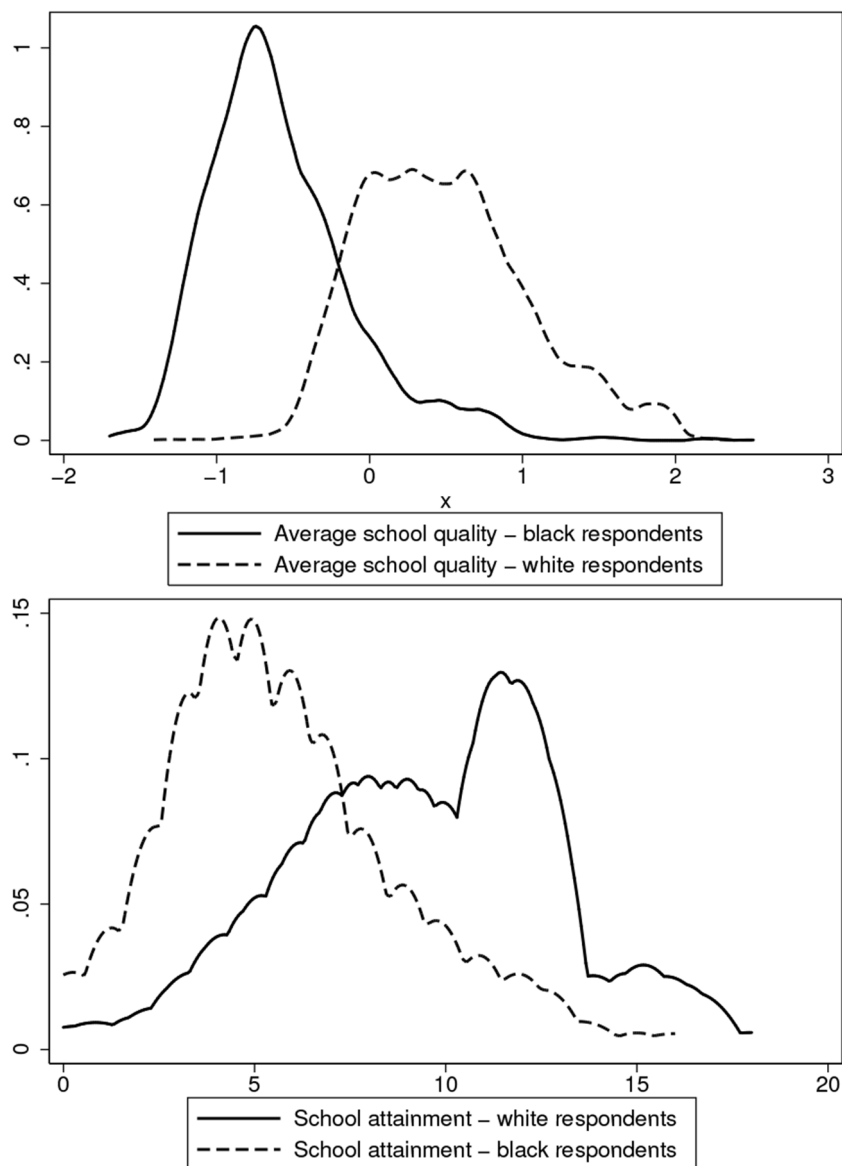 1
.8
.6
.4
.2
0
−2 −1 0 1 2 3
x
Average school quality − black respondents
Average school quality − white respondents
.15
.1
.05
0
0 5 10 15 20
School attainment − white respondents
School attainment − black respondents